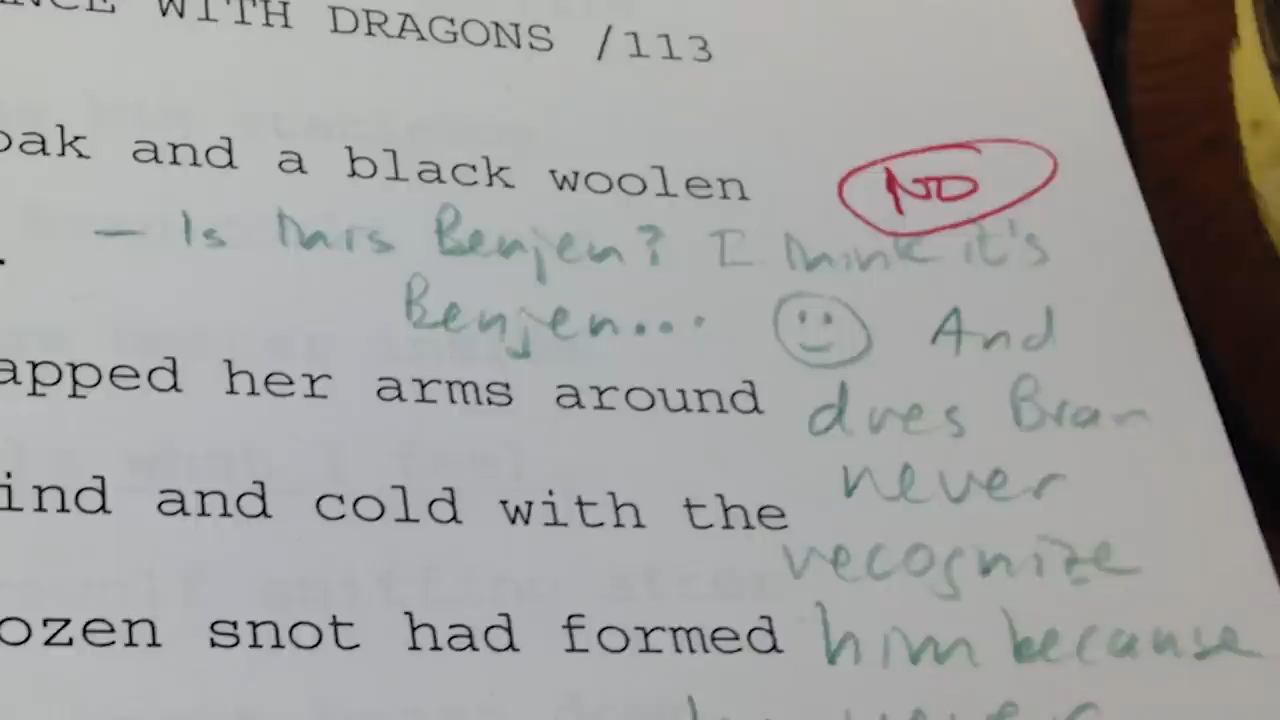 WITH DRAGONS /113
oak and a black woolen
NO
— Is this Benjen? I think it's
Benjen... And
apped her arms around
does Bran
never
ind and cold with the
recognize
ozen snot had formed
him because